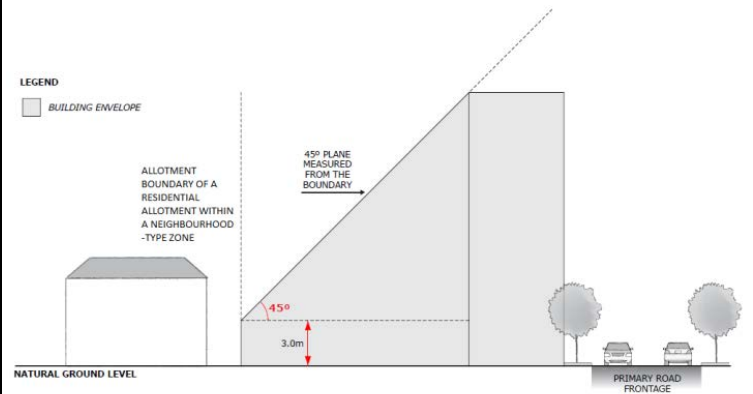 LEGEND
BUILDING ENVELOPE
ALLOTMENT
BOUNDARY OF A
RESIDENTIAL
ALLOTMENT WITHIN
A NEIGHBOURHOOD
-TYPE ZONE
45º PLANE
MEASURED
FROM THE
BOUNDARY
45º
3.0m
NATURAL GROUND LEVEL
PRIMARY ROAD
FRONTAGE